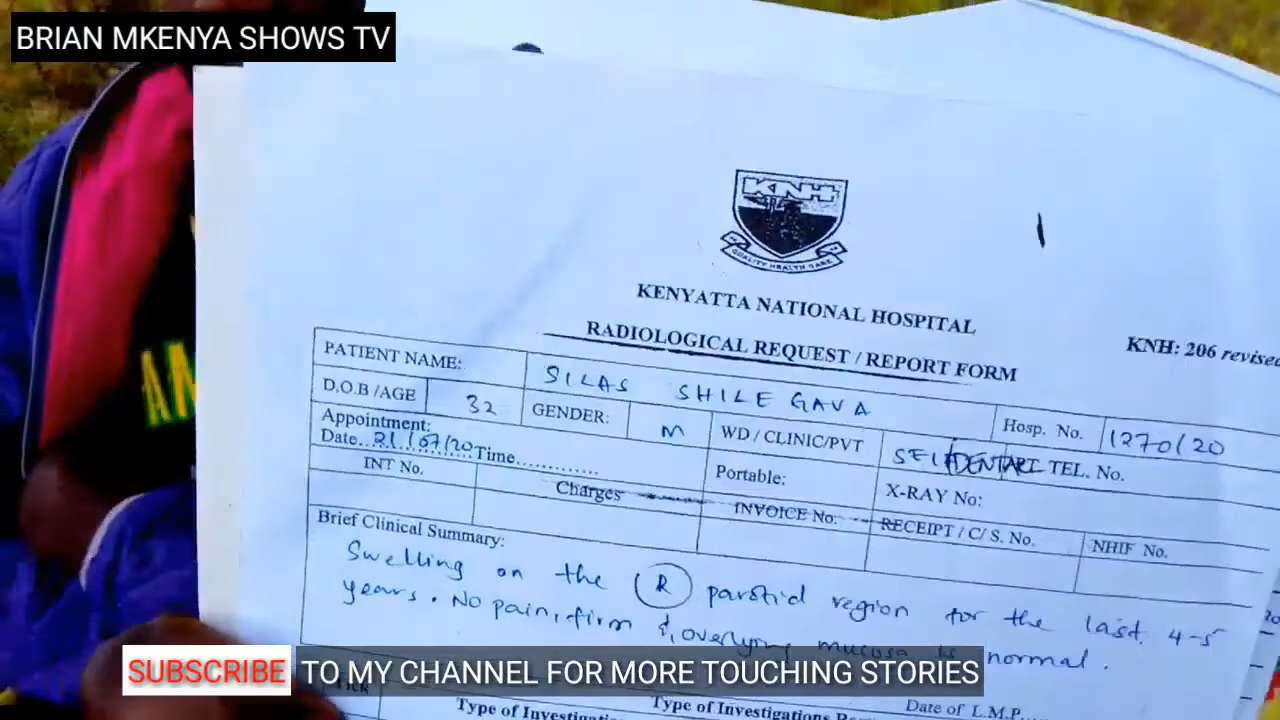 BRIAN MKENYA SHOWS TV
KNH
QUALITY HEALTH CARE
KENYATTA NATIONAL HOSPITAL
RADIOLOGICAL REQUEST / REPORT FORM
KNH: 206 revised
PATIENT NAME: SILAS SHILE GAVA
Hosp. No. 1270/20
D.O.B /AGE 32 GENDER: M WD / CLINIC/PVT TEL. No.
Appointment:
Date..21/07/20 Time.............
Portable: X-RAY No:
INT No. Charges INVOICE No. RECEIPT / C/ S. No. NHIF No.
Brief Clinical Summary:
Swelling on the R parotid region for the last 4-5
years. No pain, firm &, overlying mucosa is normal.
SUBSCRIBE TO MY CHANNEL FOR MORE TOUCHING STORIES
Type of Investigatio Type of Investigations Date of L.M.P.